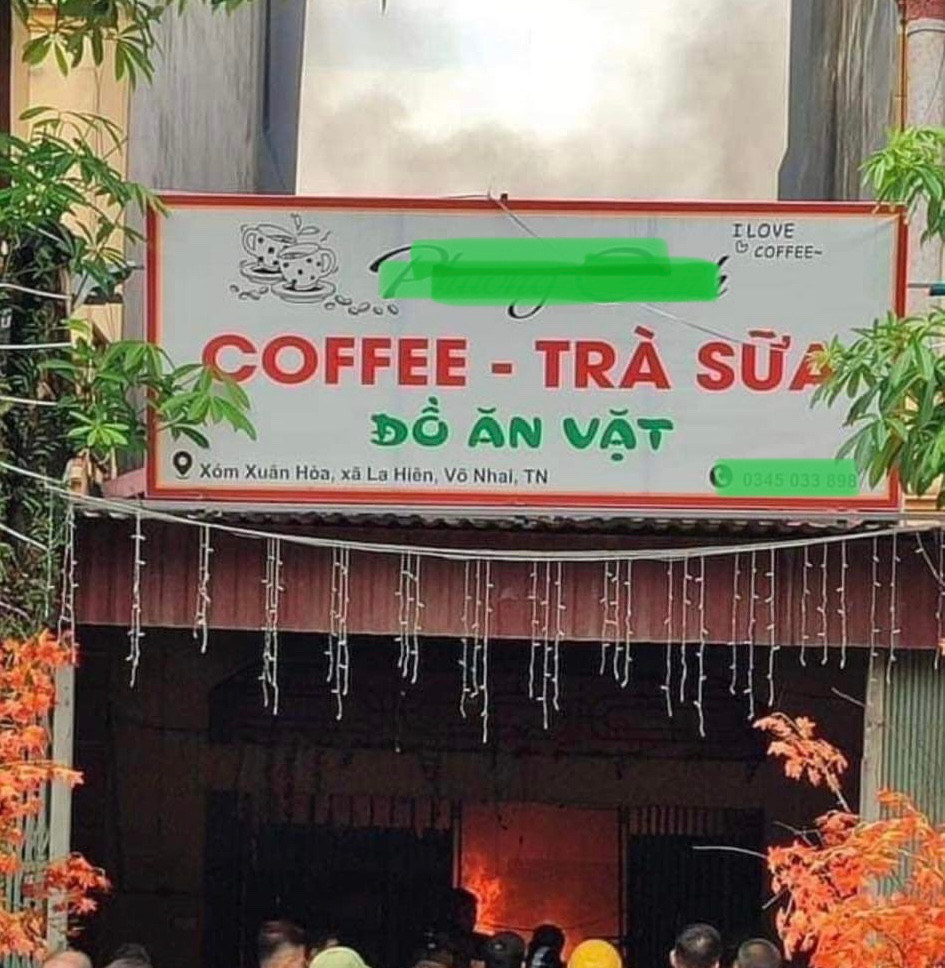 I LOVE
COFFEE~
COFFEE - TRÀ SỮA
ĐỒ ĂN VẶT
Xóm Xuân Hòa, xã La Hiên, Võ Nhai, TN